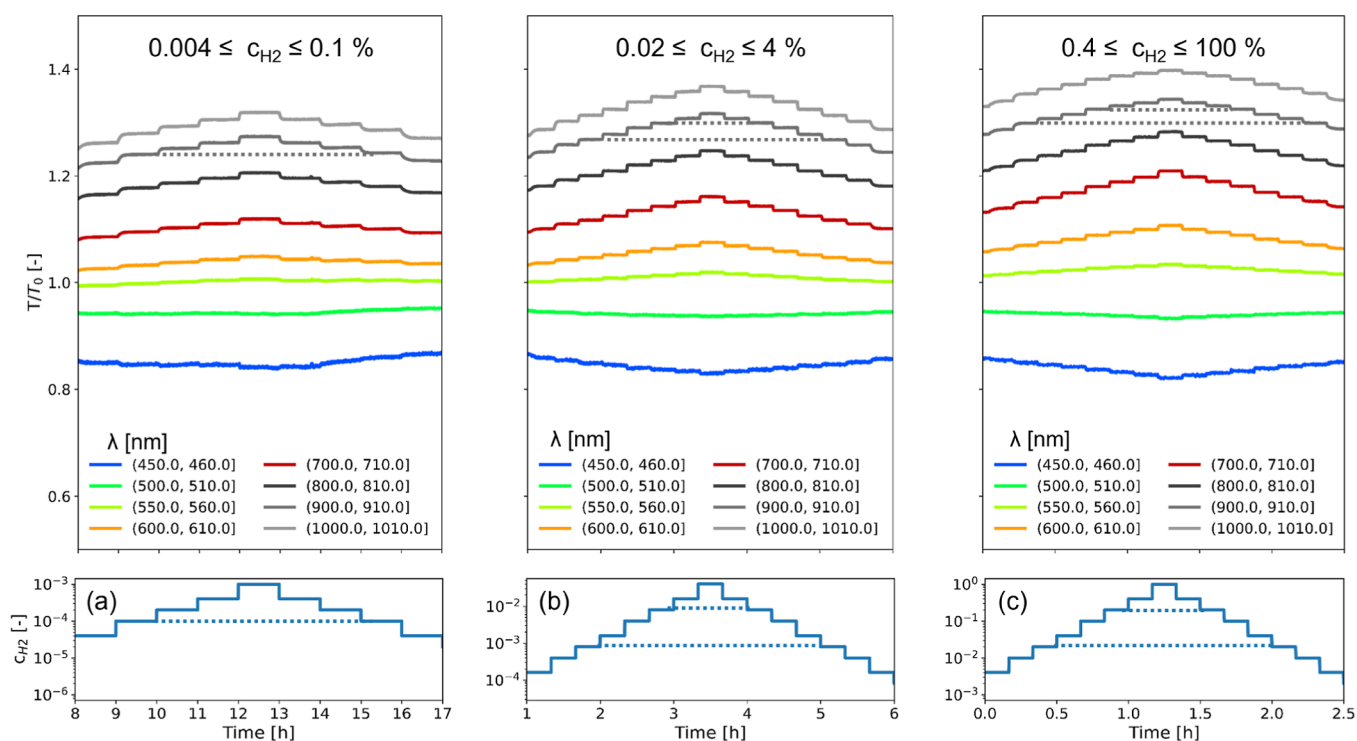 0.004 ≤ c_H2 ≤ 0.1 %
0.02 ≤ c_H2 ≤ 4 %
0.4 ≤ c_H2 ≤ 100 %
T/T₀ [-]
1.4
1.2
1.0
0.8
0.6
λ [nm]
(450.0, 460.0]
(500.0, 510.0]
(550.0, 560.0]
(600.0, 610.0]
(700.0, 710.0]
(800.0, 810.0]
(900.0, 910.0]
(1000.0, 1010.0]
λ [nm]
(450.0, 460.0]
(500.0, 510.0]
(550.0, 560.0]
(600.0, 610.0]
(700.0, 710.0]
(800.0, 810.0]
(900.0, 910.0]
(1000.0, 1010.0]
λ [nm]
(450.0, 460.0]
(500.0, 510.0]
(550.0, 560.0]
(600.0, 610.0]
(700.0, 710.0]
(800.0, 810.0]
(900.0, 910.0]
(1000.0, 1010.0]
c_H2 [-]
(a)
10⁻³
10⁻⁴
10⁻⁵
10⁻⁶
8 9 10 11 12 13 14 15 16 17
Time [h]
(b)
10⁻²
10⁻³
10⁻⁴
1 2 3 4 5 6
Time [h]
(c)
10⁰
10⁻¹
10⁻²
10⁻³
0.0 0.5 1.0 1.5 2.0 2.5
Time [h]